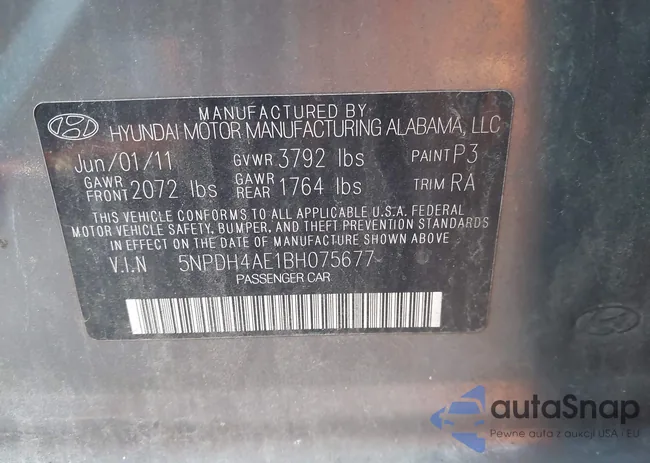 MANUFACTURED BY
HYUNDAI MOTOR MANUFACTURING ALABAMA, LLC
Jun/01/11 GVWR 3792 lbs PAINT P3
GAWR FRONT 2072 lbs GAWR REAR 1764 lbs TRIM RA
THIS VEHICLE CONFORMS TO ALL APPLICABLE U.S.A. FEDERAL
MOTOR VEHICLE SAFETY, BUMPER, AND THEFT PREVENTION STANDARDS
IN EFFECT ON THE DATE OF MANUFACTURE SHOWN ABOVE.
V.I.N 5NPDH4AE1BH075677
PASSENGER CAR
autaSnap
Pewne auta z aukcji USA i EU